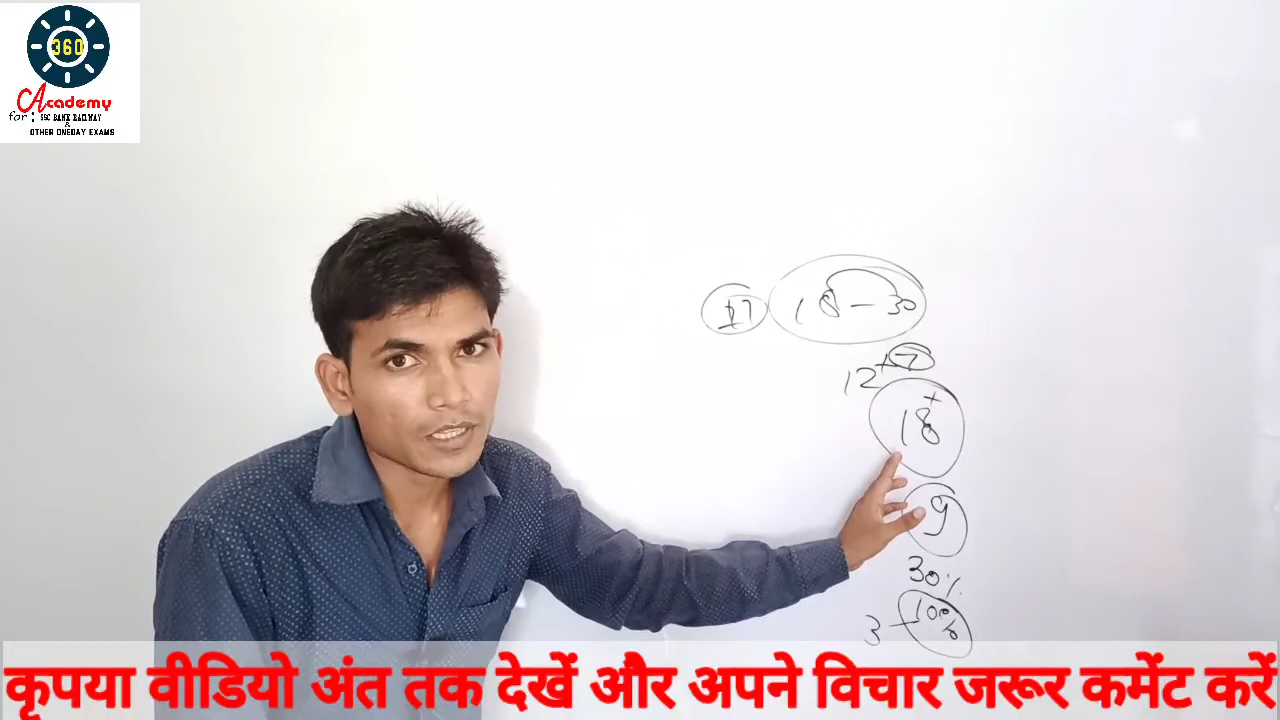 360
Academy
for: SSC BANK RAILWAY
&
OTHER ONEDAY EXAMS
17 18-30
12 +7
18+
9
30%
3 10%
कृपया वीडियो अंत तक देखें और अपने विचार जरूर कमेंट करें